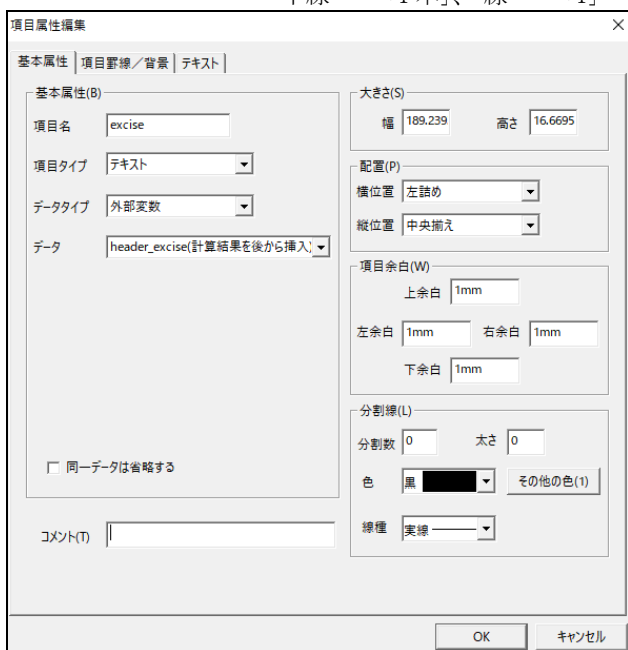 項目属性編集
基本属性 項目罫線／背景 テキスト
基本属性(B)
項目名 excise
項目タイプ テキスト
データタイプ 外部変数
データ header_excise(計算結果を後から挿入)
同一データは省略する
コメント(T)
大きさ(S)
幅 189.239 高さ 16.6695
配置(P)
横位置 左詰め
縦位置 中央揃え
項目余白(W)
上余白 1mm
左余白 1mm 右余白 1mm
下余白 1mm
分割線(L)
分割数 0 太さ 0
色 黒 その他の色(1)
線種 実線
OK キャンセル